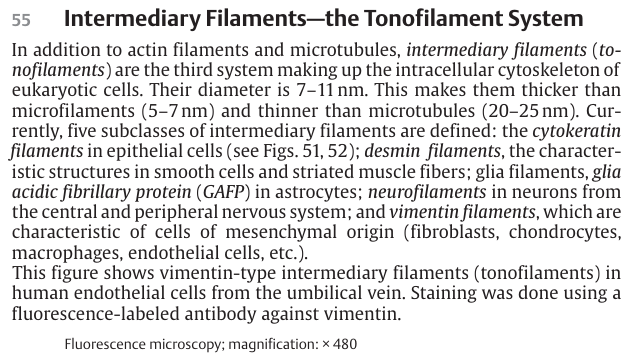 55 Intermediary Filaments—the Tonofilament System
In addition to actin filaments and microtubules, intermediary filaments (to-
nofilaments) are the third system making up the intracellular cytoskeleton of
eukaryotic cells. Their diameter is 7–11 nm. This makes them thicker than
microfilaments (5–7 nm) and thinner than microtubules (20–25 nm). Cur-
rently, five subclasses of intermediary filaments are defined: the cytokeratin
filaments in epithelial cells (see Figs. 51, 52); desmin filaments, the character-
istic structures in smooth cells and striated muscle fibers; glia filaments, glia
acidic fibrillary protein (GAFP) in astrocytes; neurofilaments in neurons from
the central and peripheral nervous system; and vimentin filaments, which are
characteristic of cells of mesenchymal origin (fibroblasts, chondrocytes,
macrophages, endothelial cells, etc.).
This figure shows vimentin-type intermediary filaments (tonofilaments) in
human endothelial cells from the umbilical vein. Staining was done using a
fluorescence-labeled antibody against vimentin.
Fluorescence microscopy; magnification: × 480